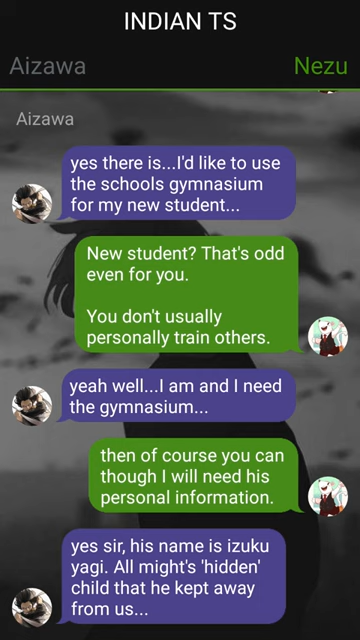 INDIAN TS
Aizawa Nezu
Aizawa
yes there is...I'd like to use
the schools gymnasium
for my new student...
New student? That's odd
even for you.
You don't usually
personally train others.
yeah well...I am and I need
the gymnasium...
then of course you can
though I will need his
personal information.
yes sir, his name is izuku
yagi. All might's 'hidden'
child that he kept away
from us...